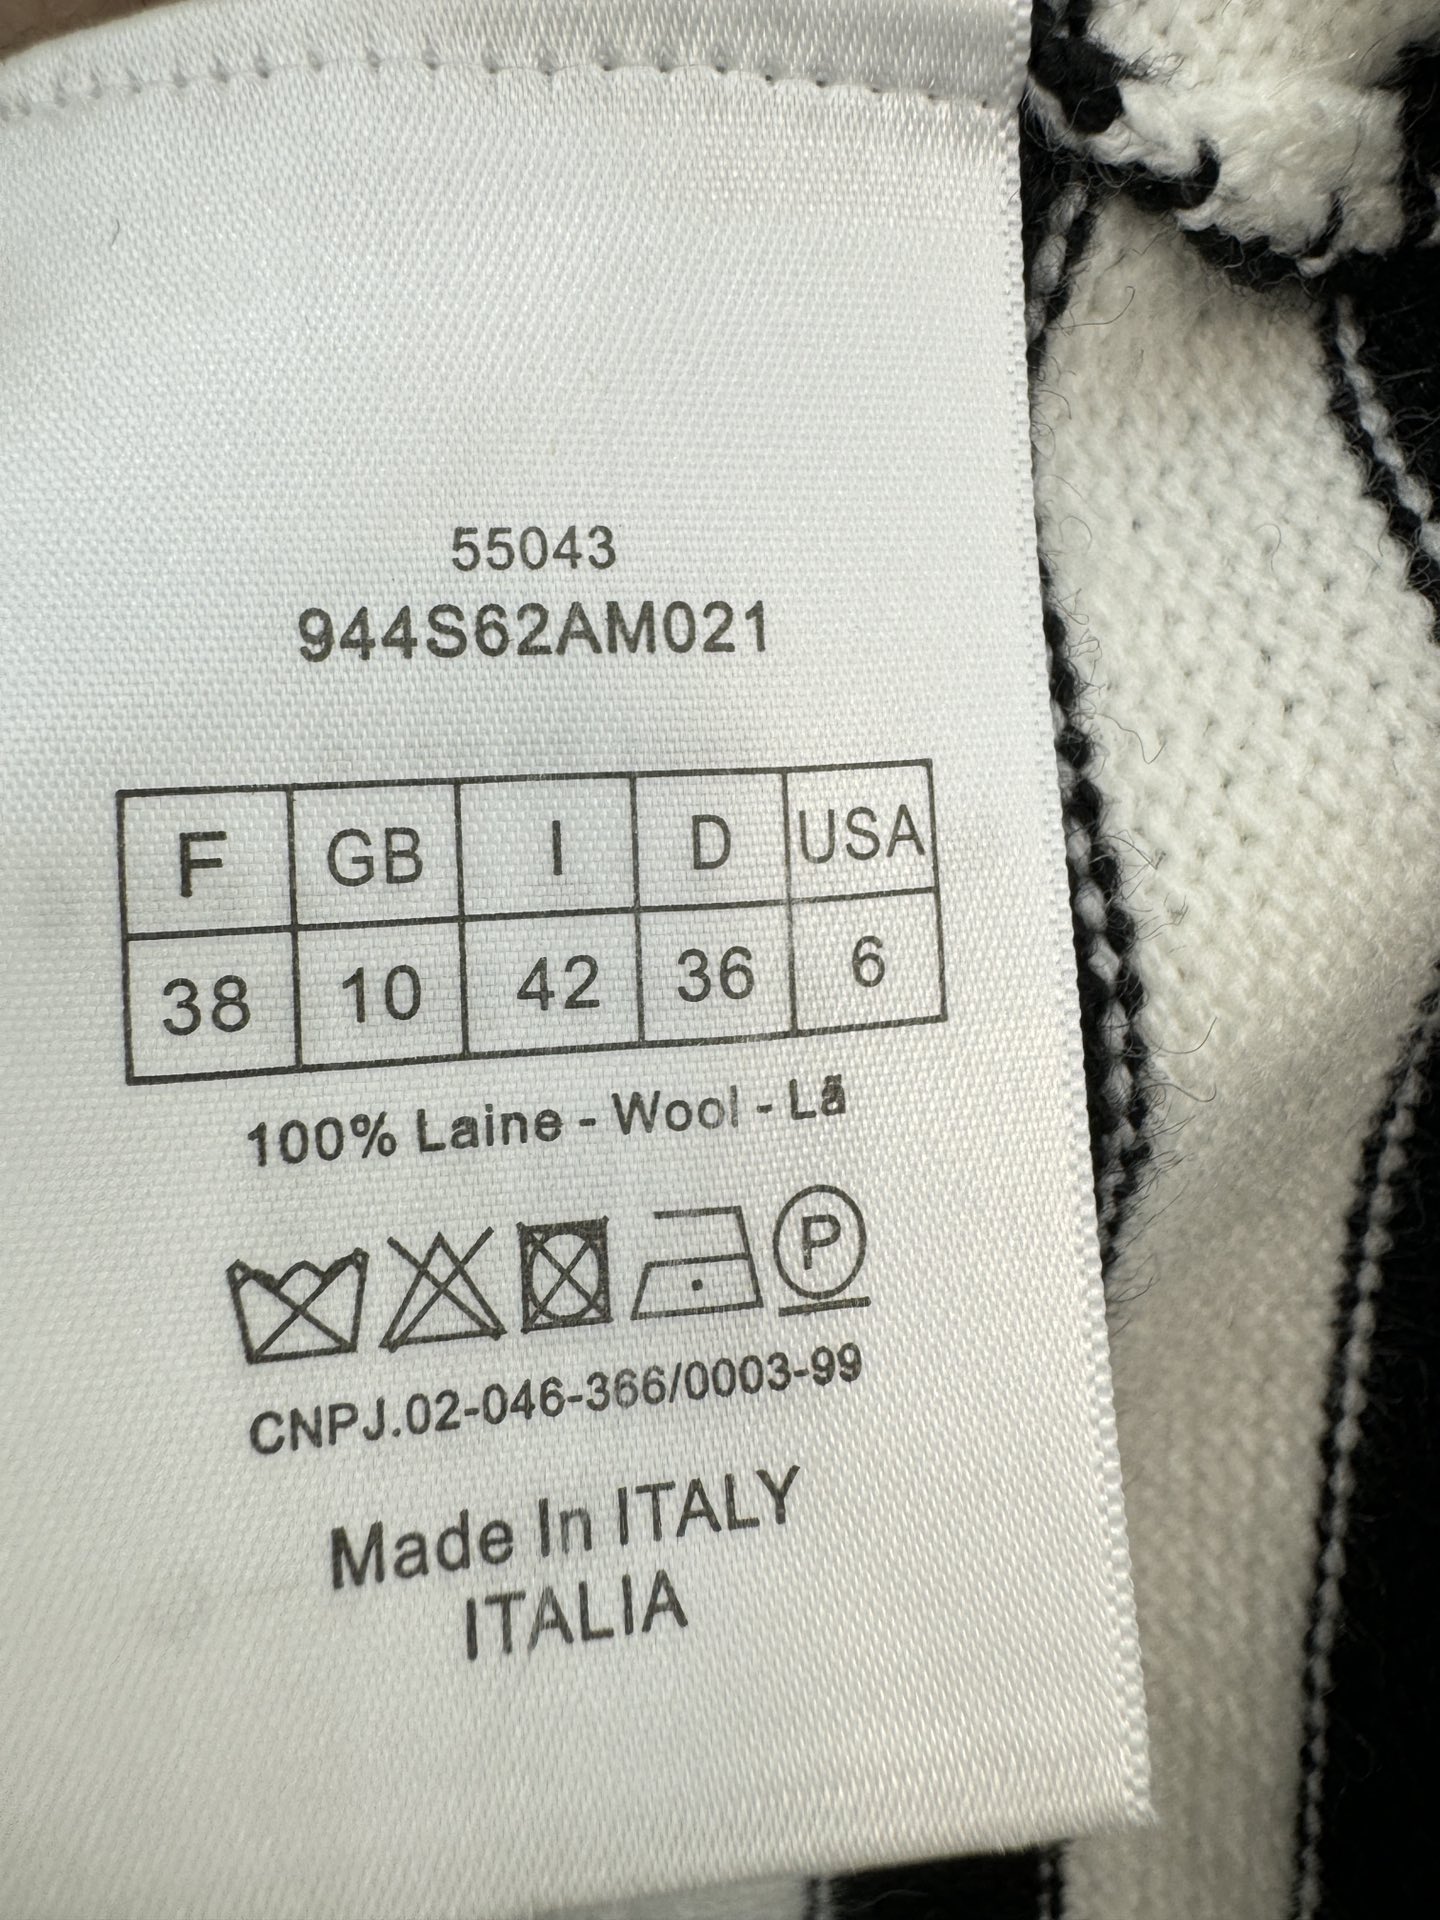 55043
944S62AM021
F GB I D USA
38 10 42 36 6
100% Laine - Wool - Lã
P
CNPJ.02-046-366/0003-99
Made In ITALY
ITALIA